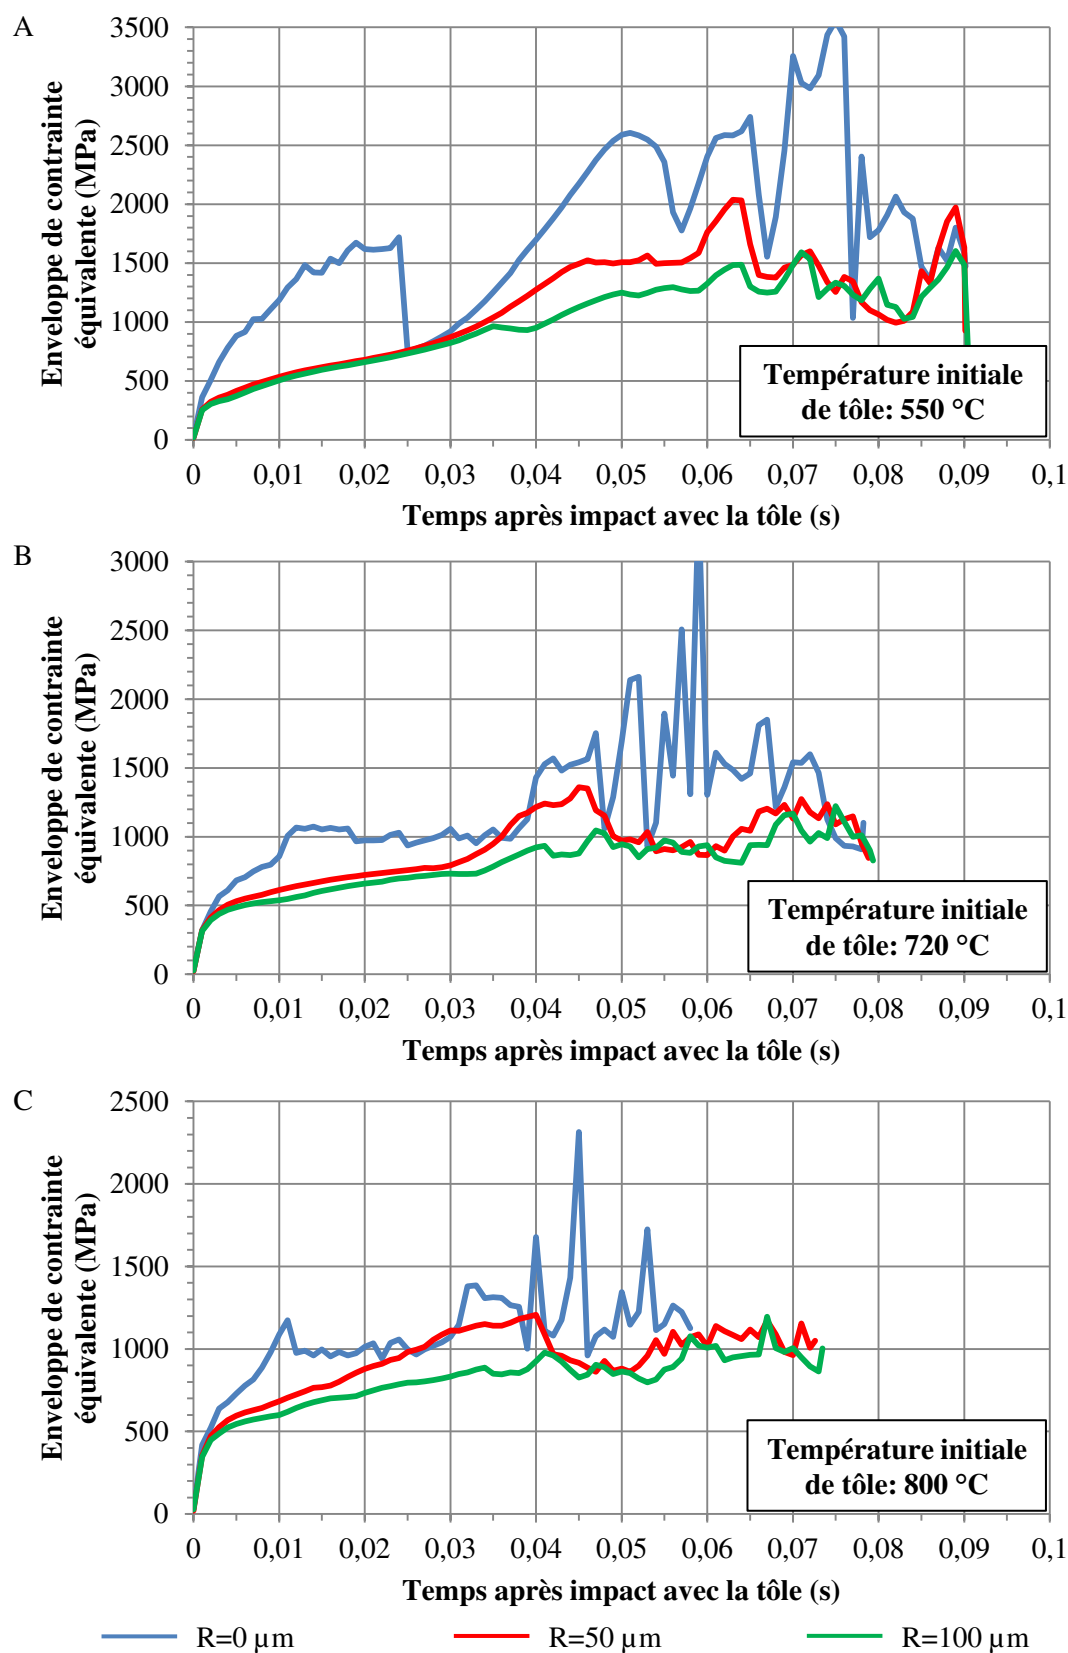 A
Enveloppe de contrainte
équivalente (MPa)
3500
3000
2500
2000
1500
1000
500
0
Température initiale
de tôle: 550 °C
0 0,01 0,02 0,03 0,04 0,05 0,06 0,07 0,08 0,09 0,1
Temps après impact avec la tôle (s)
B
Enveloppe de contrainte
équivalente (MPa)
3000
2500
2000
1500
1000
500
0
Température initiale
de tôle: 720 °C
0 0,01 0,02 0,03 0,04 0,05 0,06 0,07 0,08 0,09 0,1
Temps après impact avec la tôle (s)
C
Enveloppe de contrainte
équivalente (MPa)
2500
2000
1500
1000
500
0
Température initiale
de tôle: 800 °C
0 0,01 0,02 0,03 0,04 0,05 0,06 0,07 0,08 0,09 0,1
Temps après impact avec la tôle (s)
R=0 µm R=50 µm R=100 µm